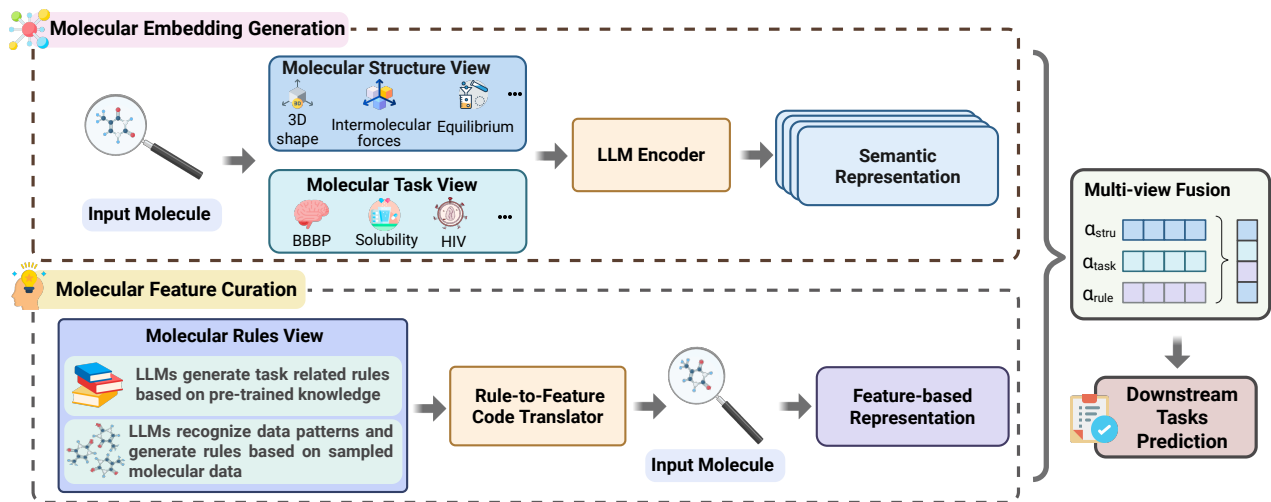 Molecular Embedding Generation
Molecular Structure View
3D
3D
shape
Intermolecular
forces
Equilibrium
...
Input Molecule
Molecular Task View
BBBP
Solubility
HIV
...
LLM Encoder
Semantic
Representation
Molecular Feature Curation
Molecular Rules View
LLMs generate task related rules
based on pre-trained knowledge
LLMs recognize data patterns and
generate rules based on sampled
molecular data
Rule-to-Feature
Code Translator
Input Molecule
Feature-based
Representation
Multi-view Fusion
αstru
αtask
αrule
Downstream
Tasks
Prediction